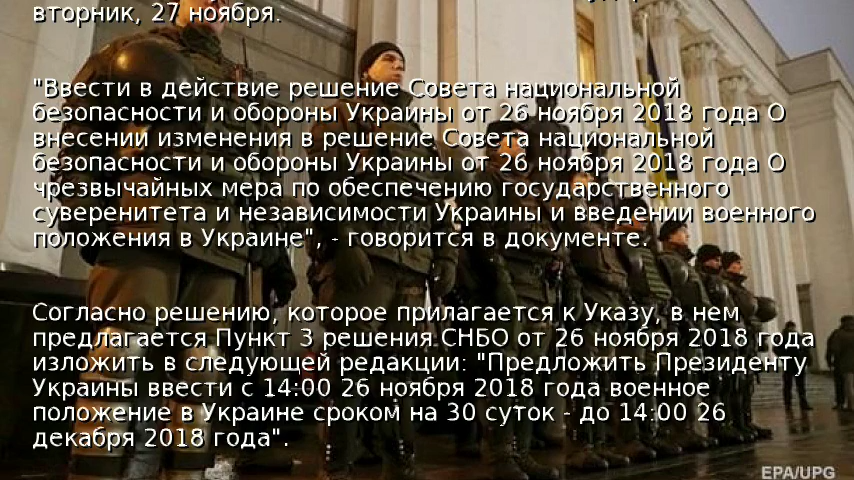 вторник, 27 ноября.
"Ввести в действие решение Совета национальной
безопасности и обороны Украины от 26 ноября 2018 года О
внесении изменения в решение Совета национальной
безопасности и обороны Украины от 26 ноября 2018 года О
чрезвычайных мера по обеспечению государственного
суверенитета и независимости Украины и введении военного
положения в Украине", - говорится в документе.
Согласно решению, которое прилагается к Указу, в нем
предлагается Пункт 3 решения СНБО от 26 ноября 2018 года
изложить в следующей редакции: "Предложить Президенту
Украины ввести с 14:00 26 ноября 2018 года военное
положение в Украине сроком на 30 суток - до 14:00 26
декабря 2018 года".
EPA/UPG